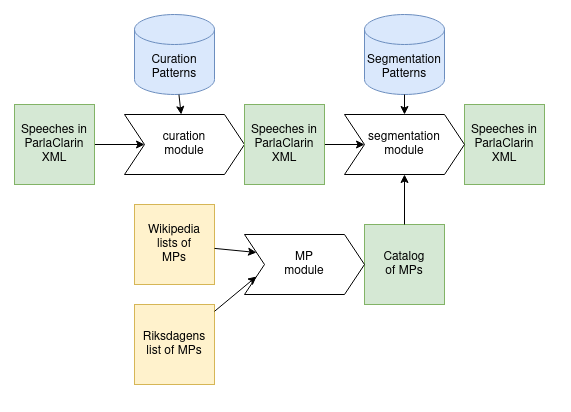 Curation
Patterns
Segmentation
Patterns
Speeches in
ParlaClarin
XML
curation
module
Speeches in
ParlaClarin
XML
segmentation
module
Speeches in
ParlaClarin
XML
Wikipedia
lists of
MPs
MP
module
Catalog
of MPs
Riksdagens
list of MPs